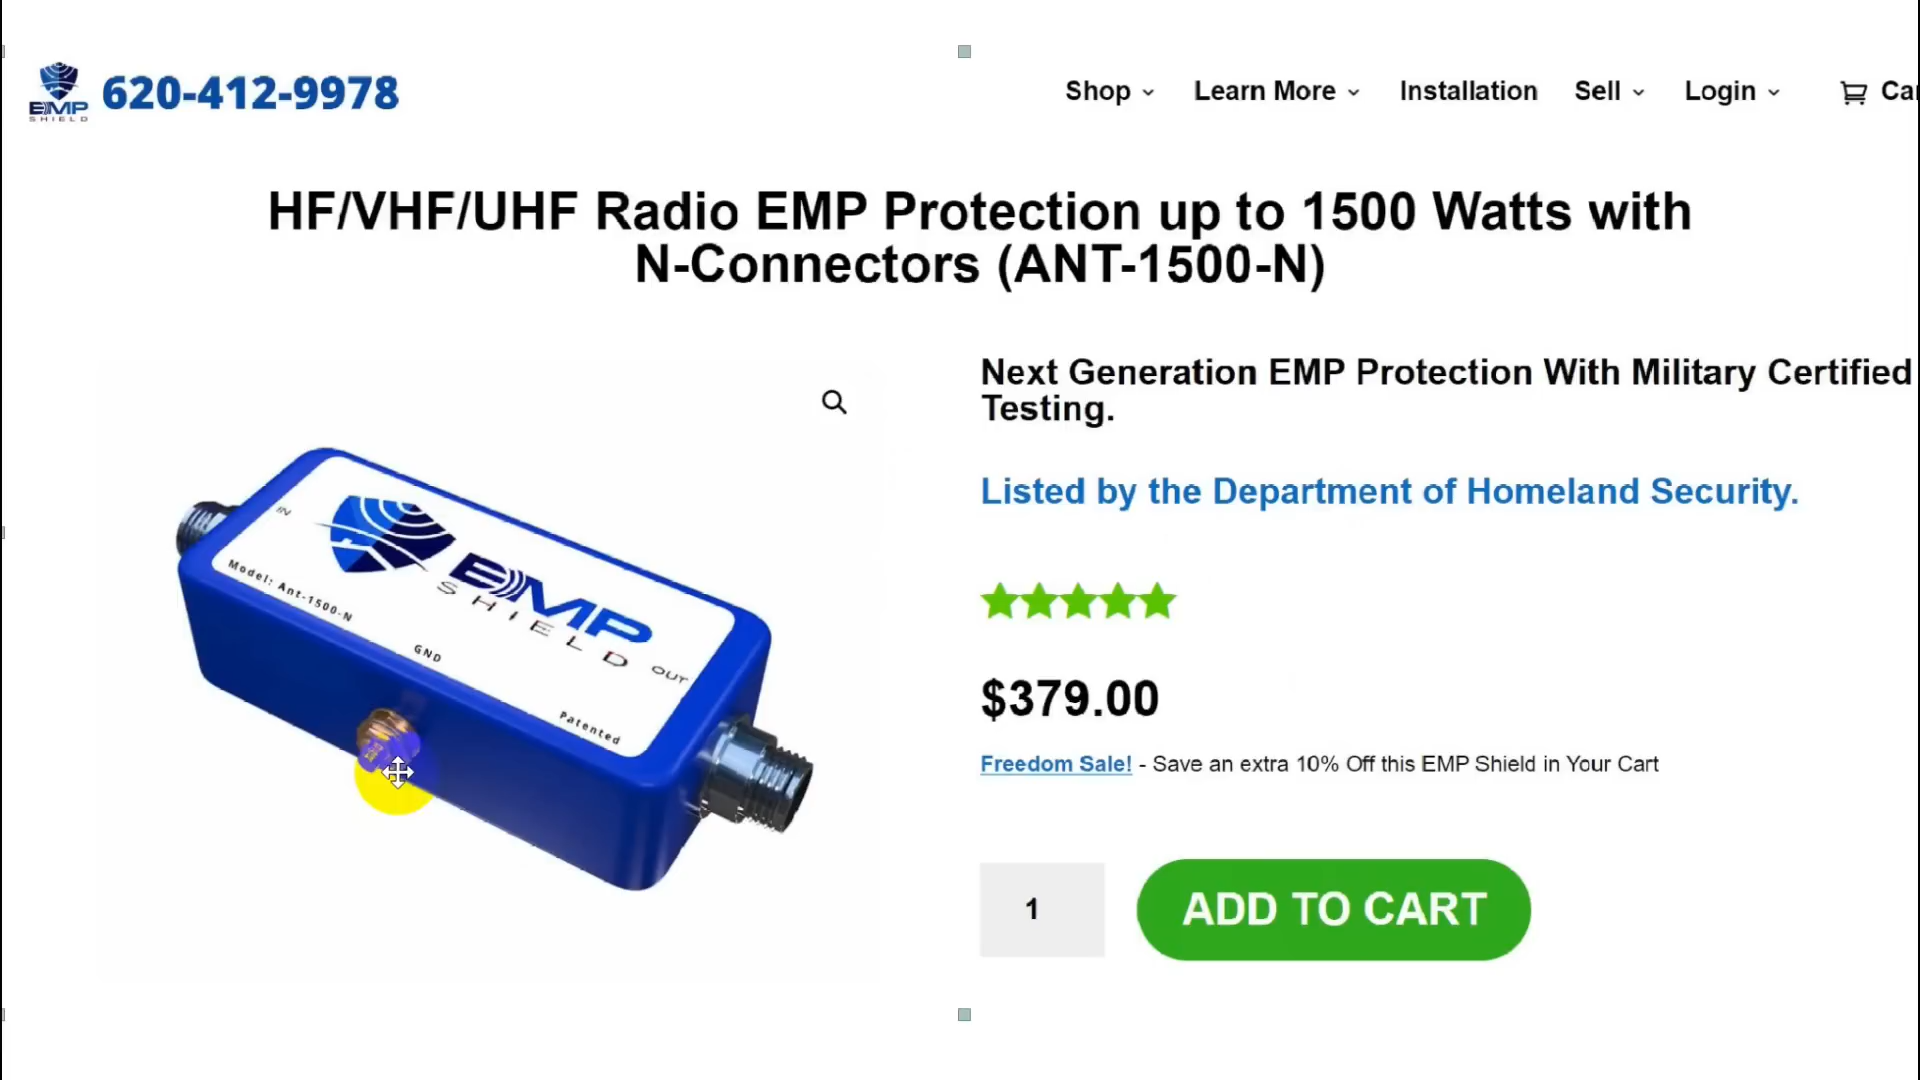 EMP
SHIELD
620-412-9978
Shop
Learn More
Installation
Sell
Login
HF/VHF/UHF Radio EMP Protection up to 1500 Watts with
N-Connectors (ANT-1500-N)
IN
EMP
SHIELD
Model: Ant-1500-N
GND
OUT
Patented
Next Generation EMP Protection With Military Certified
Testing.
Listed by the Department of Homeland Security.
$379.00
Freedom Sale! - Save an extra 10% Off this EMP Shield in Your Cart
1
ADD TO CART